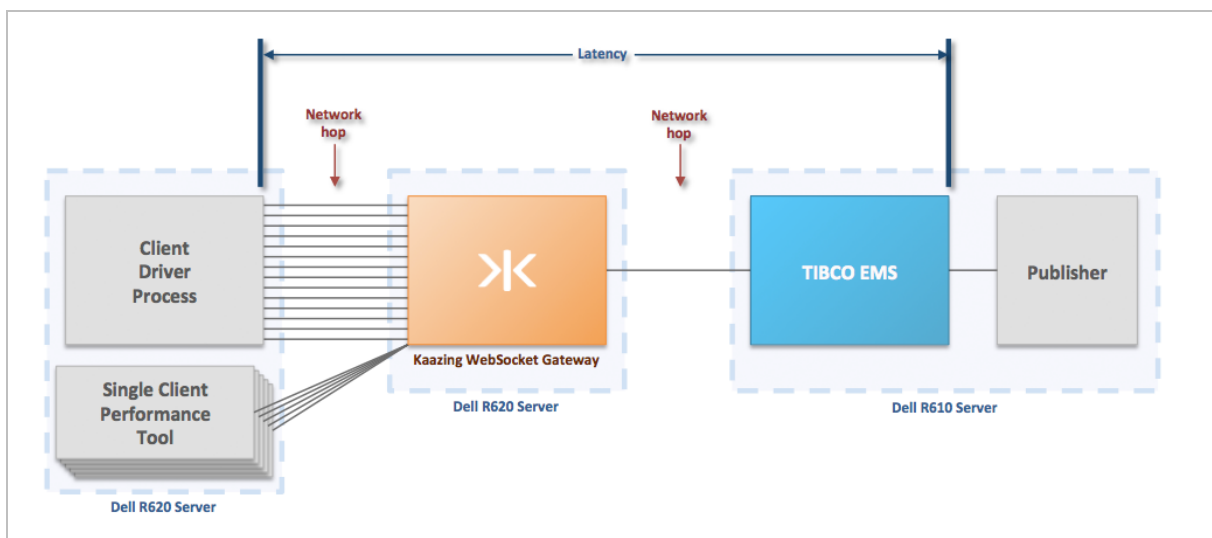 Latency
Network
hop
Network
hop
Client
Driver
Process
TIBCO EMS
Publisher
Kaazing WebSocket Gateway
Single Client
Performance
Tool
Dell R620 Server
Dell R610 Server
Dell R620 Server